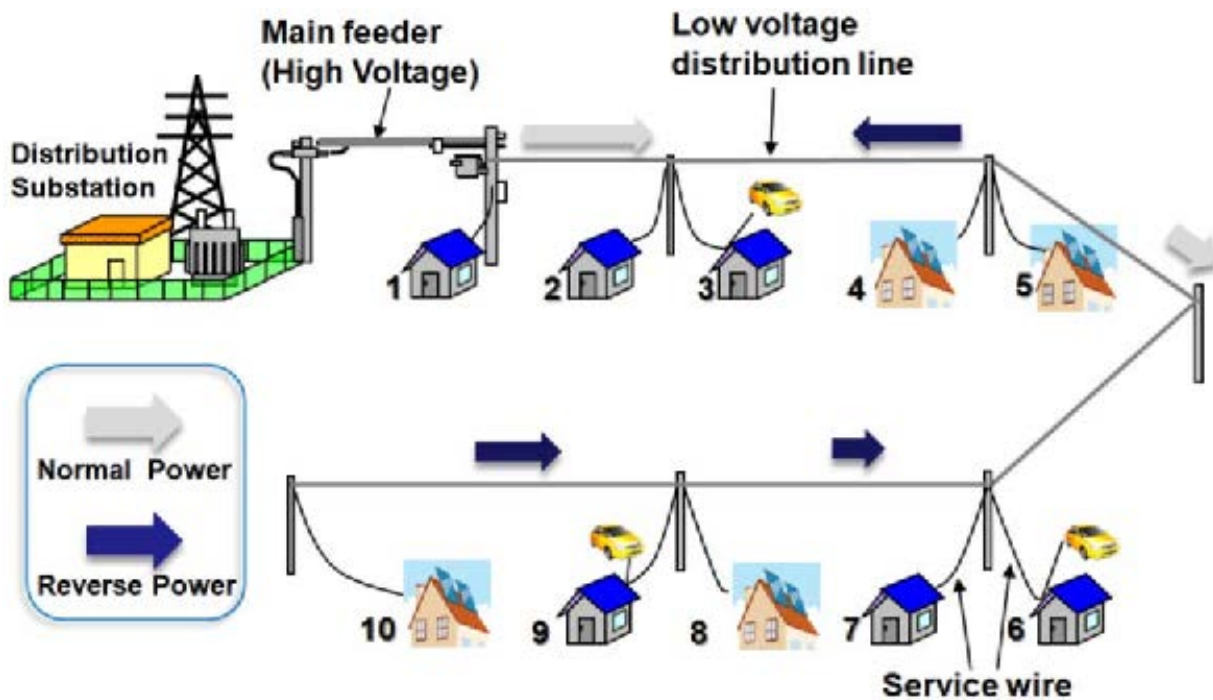 Main feeder
(High Voltage)
Low voltage
distribution line
Distribution
Substation
1
2
3
4
5
Normal Power
Reverse Power
10
9
8
7
6
Service wire